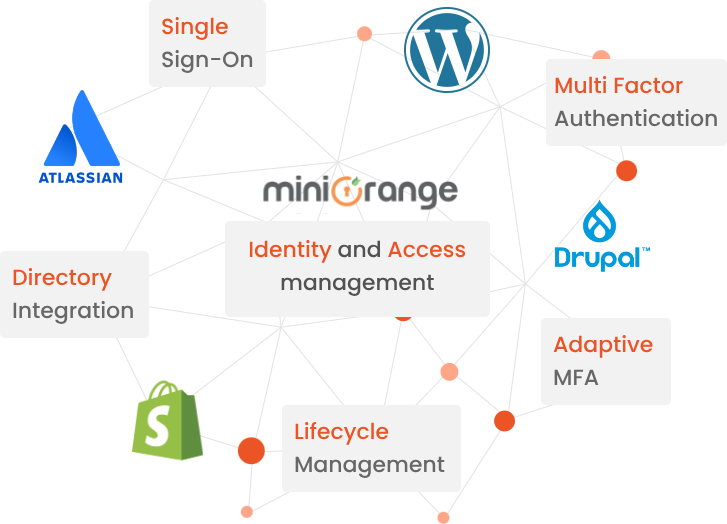 Single
Sign-On
Multi Factor
Authentication
ATLASSIAN
miniOrange
Drupal™
Identity and Access
management
Directory
Integration
Adaptive
MFA
Lifecycle
Management